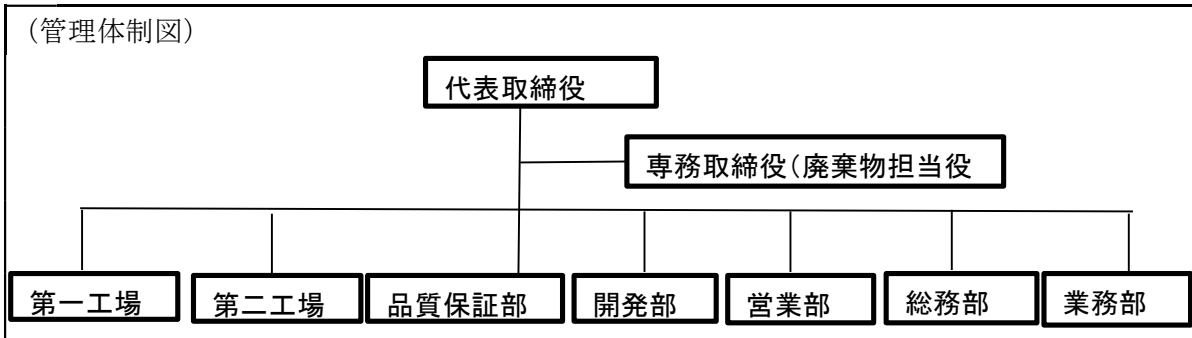 （管理体制図）
代表取締役
専務取締役（廃棄物担当役
第一工場
第二工場
品質保証部
開発部
営業部
総務部
業務部